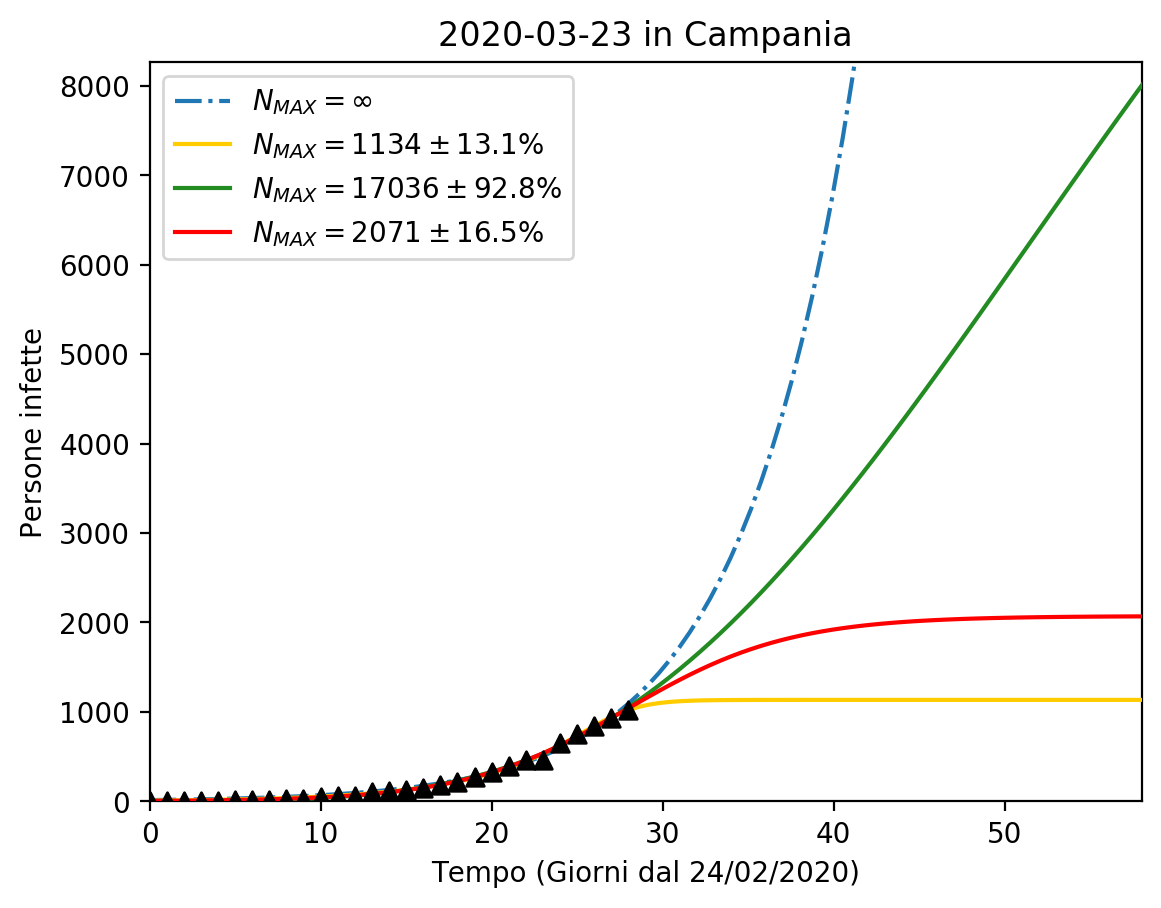 2020-03-23 in Campania
N_MAX = ∞
N_MAX = 1134 ± 13.1%
N_MAX = 17036 ± 92.8%
N_MAX = 2071 ± 16.5%
Persone infette
8000
7000
6000
5000
4000
3000
2000
1000
0
0 10 20 30 40 50
Tempo (Giorni dal 24/02/2020)